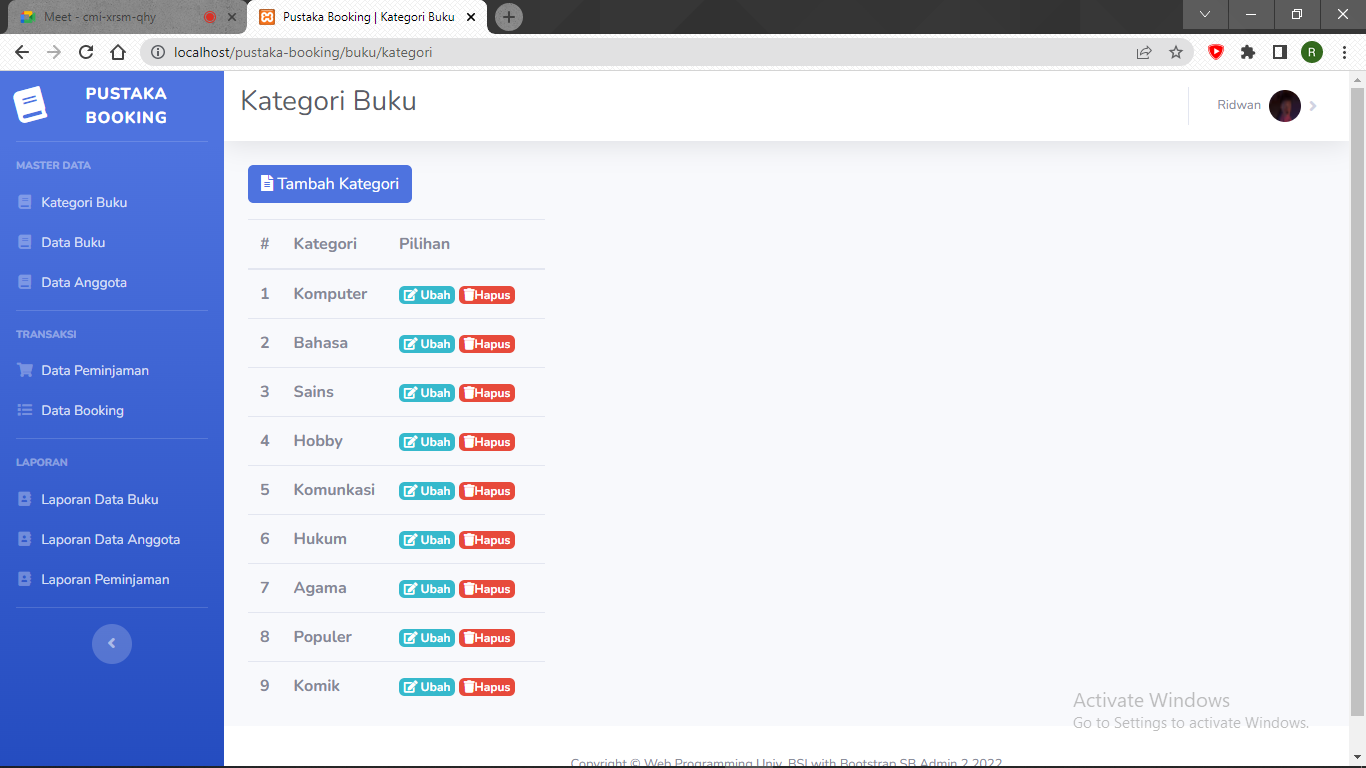 Meet - cmi-xrsm-qhy
Pustaka Booking | Kategori Buku
localhost/pustaka-booking/buku/kategori
R
PUSTAKA
BOOKING
Kategori Buku
Ridwan
MASTER DATA
Kategori Buku
Data Buku
Data Anggota
TRANSAKSI
Data Peminjaman
Data Booking
LAPORAN
Laporan Data Buku
Laporan Data Anggota
Laporan Peminjaman
Tambah Kategori
# Kategori Pilihan
1 Komputer Ubah Hapus
2 Bahasa Ubah Hapus
3 Sains Ubah Hapus
4 Hobby Ubah Hapus
5 Komunkasi Ubah Hapus
6 Hukum Ubah Hapus
7 Agama Ubah Hapus
8 Populer Ubah Hapus
9 Komik Ubah Hapus
Activate Windows
Go to Settings to activate Windows.
Copyright © Web Programming Univ. BSI with Bootstrap SB Admin 2 2022